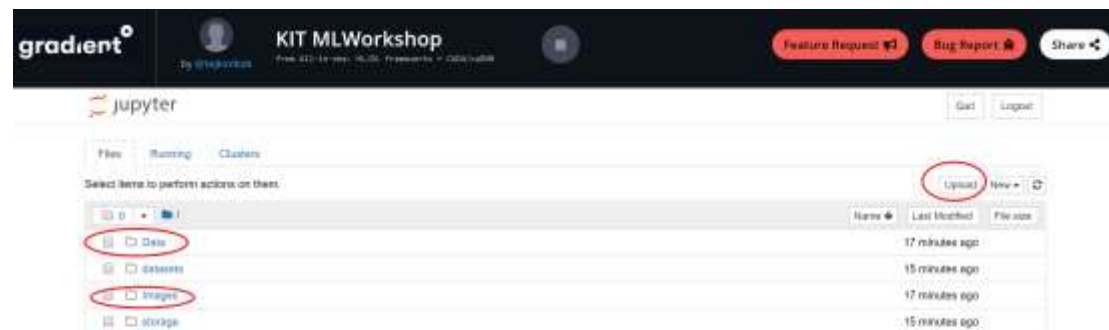 gradient°
KIT MLWorkshop
Feature Request
Bug Report
Share
jupyter
Quit
Logout
Files
Running
Clusters
Select items to perform actions on them.
Upload
New
0
/
Name
Last Modified
File size
Data
17 minutes ago
datasets
15 minutes ago
Images
17 minutes ago
storage
15 minutes ago